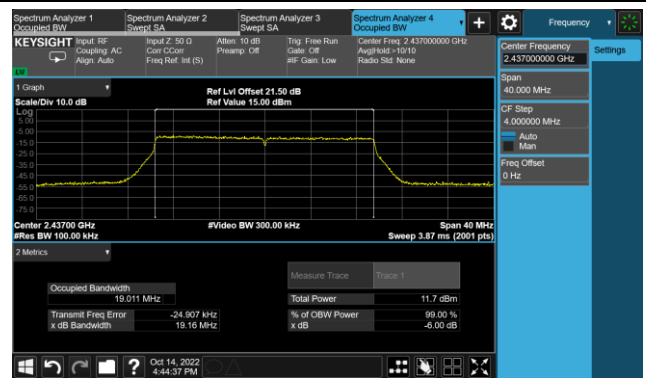 Spectrum Analyzer 1
Occupied BW
Spectrum Analyzer 2
Swept SA
Spectrum Analyzer 3
Swept SA
Spectrum Analyzer 4
Occupied BW
Frequency
KEYSIGHT
Input: RF
Coupling: AC
Align: Auto
Input Z: 50 Ω
Corr CCorr
Freq Ref: Int (S)
Atten: 10 dB
Preamp: Off
Trig: Free Run
Gate: Off
#IF Gain: Low
Center Freq: 2.437000000 GHz
Avg|Hold:>10/10
Radio Std: None
Center Frequency
2.437000000 GHz
Settings
Span
40.000 MHz
CF Step
4.000000 MHz
Auto
Man
Freq Offset
0 Hz
1 Graph
Scale/Div 10.0 dB
Ref Lvl Offset 21.50 dB
Ref Value 15.00 dBm
Log
5.00
-5.00
-15.0
-25.0
-35.0
-45.0
-55.0
-65.0
-75.0
Center 2.43700 GHz
#Res BW 100.00 kHz
#Video BW 300.00 kHz
Span 40 MHz
Sweep 3.87 ms (2001 pts)
2 Metrics
Measure Trace
Trace 1
Occupied Bandwidth
19.011 MHz
Total Power
11.7 dBm
Transmit Freq Error
-24.907 kHz
% of OBW Power
99.00 %
x dB Bandwidth
19.16 MHz
x dB
-6.00 dB
?
Oct 14, 2022
4:44:37 PM